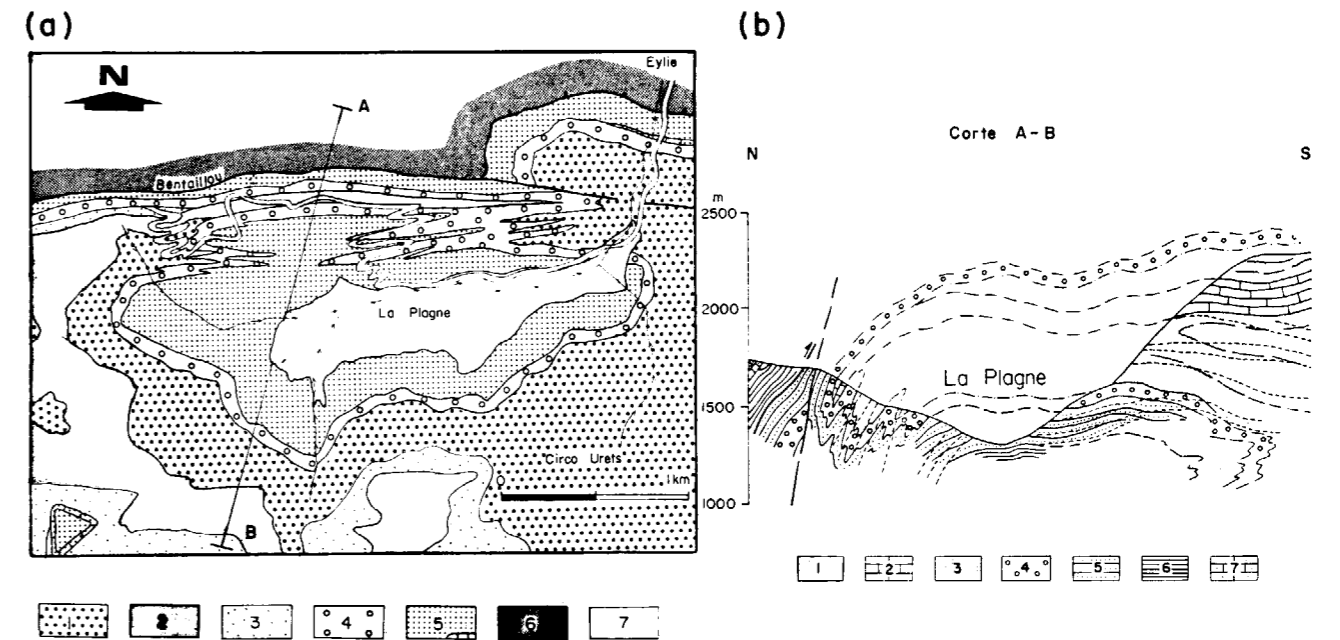 (a)
N
A
Eylie
Bentaillou
La Plagne
Circo Urets
0 1km
B
1 2 3 4 5 6 7
(b)
Corte A-B
N S
m
2500
2000
1500
1000
La Plagne
1 2 3 4 5 6 7